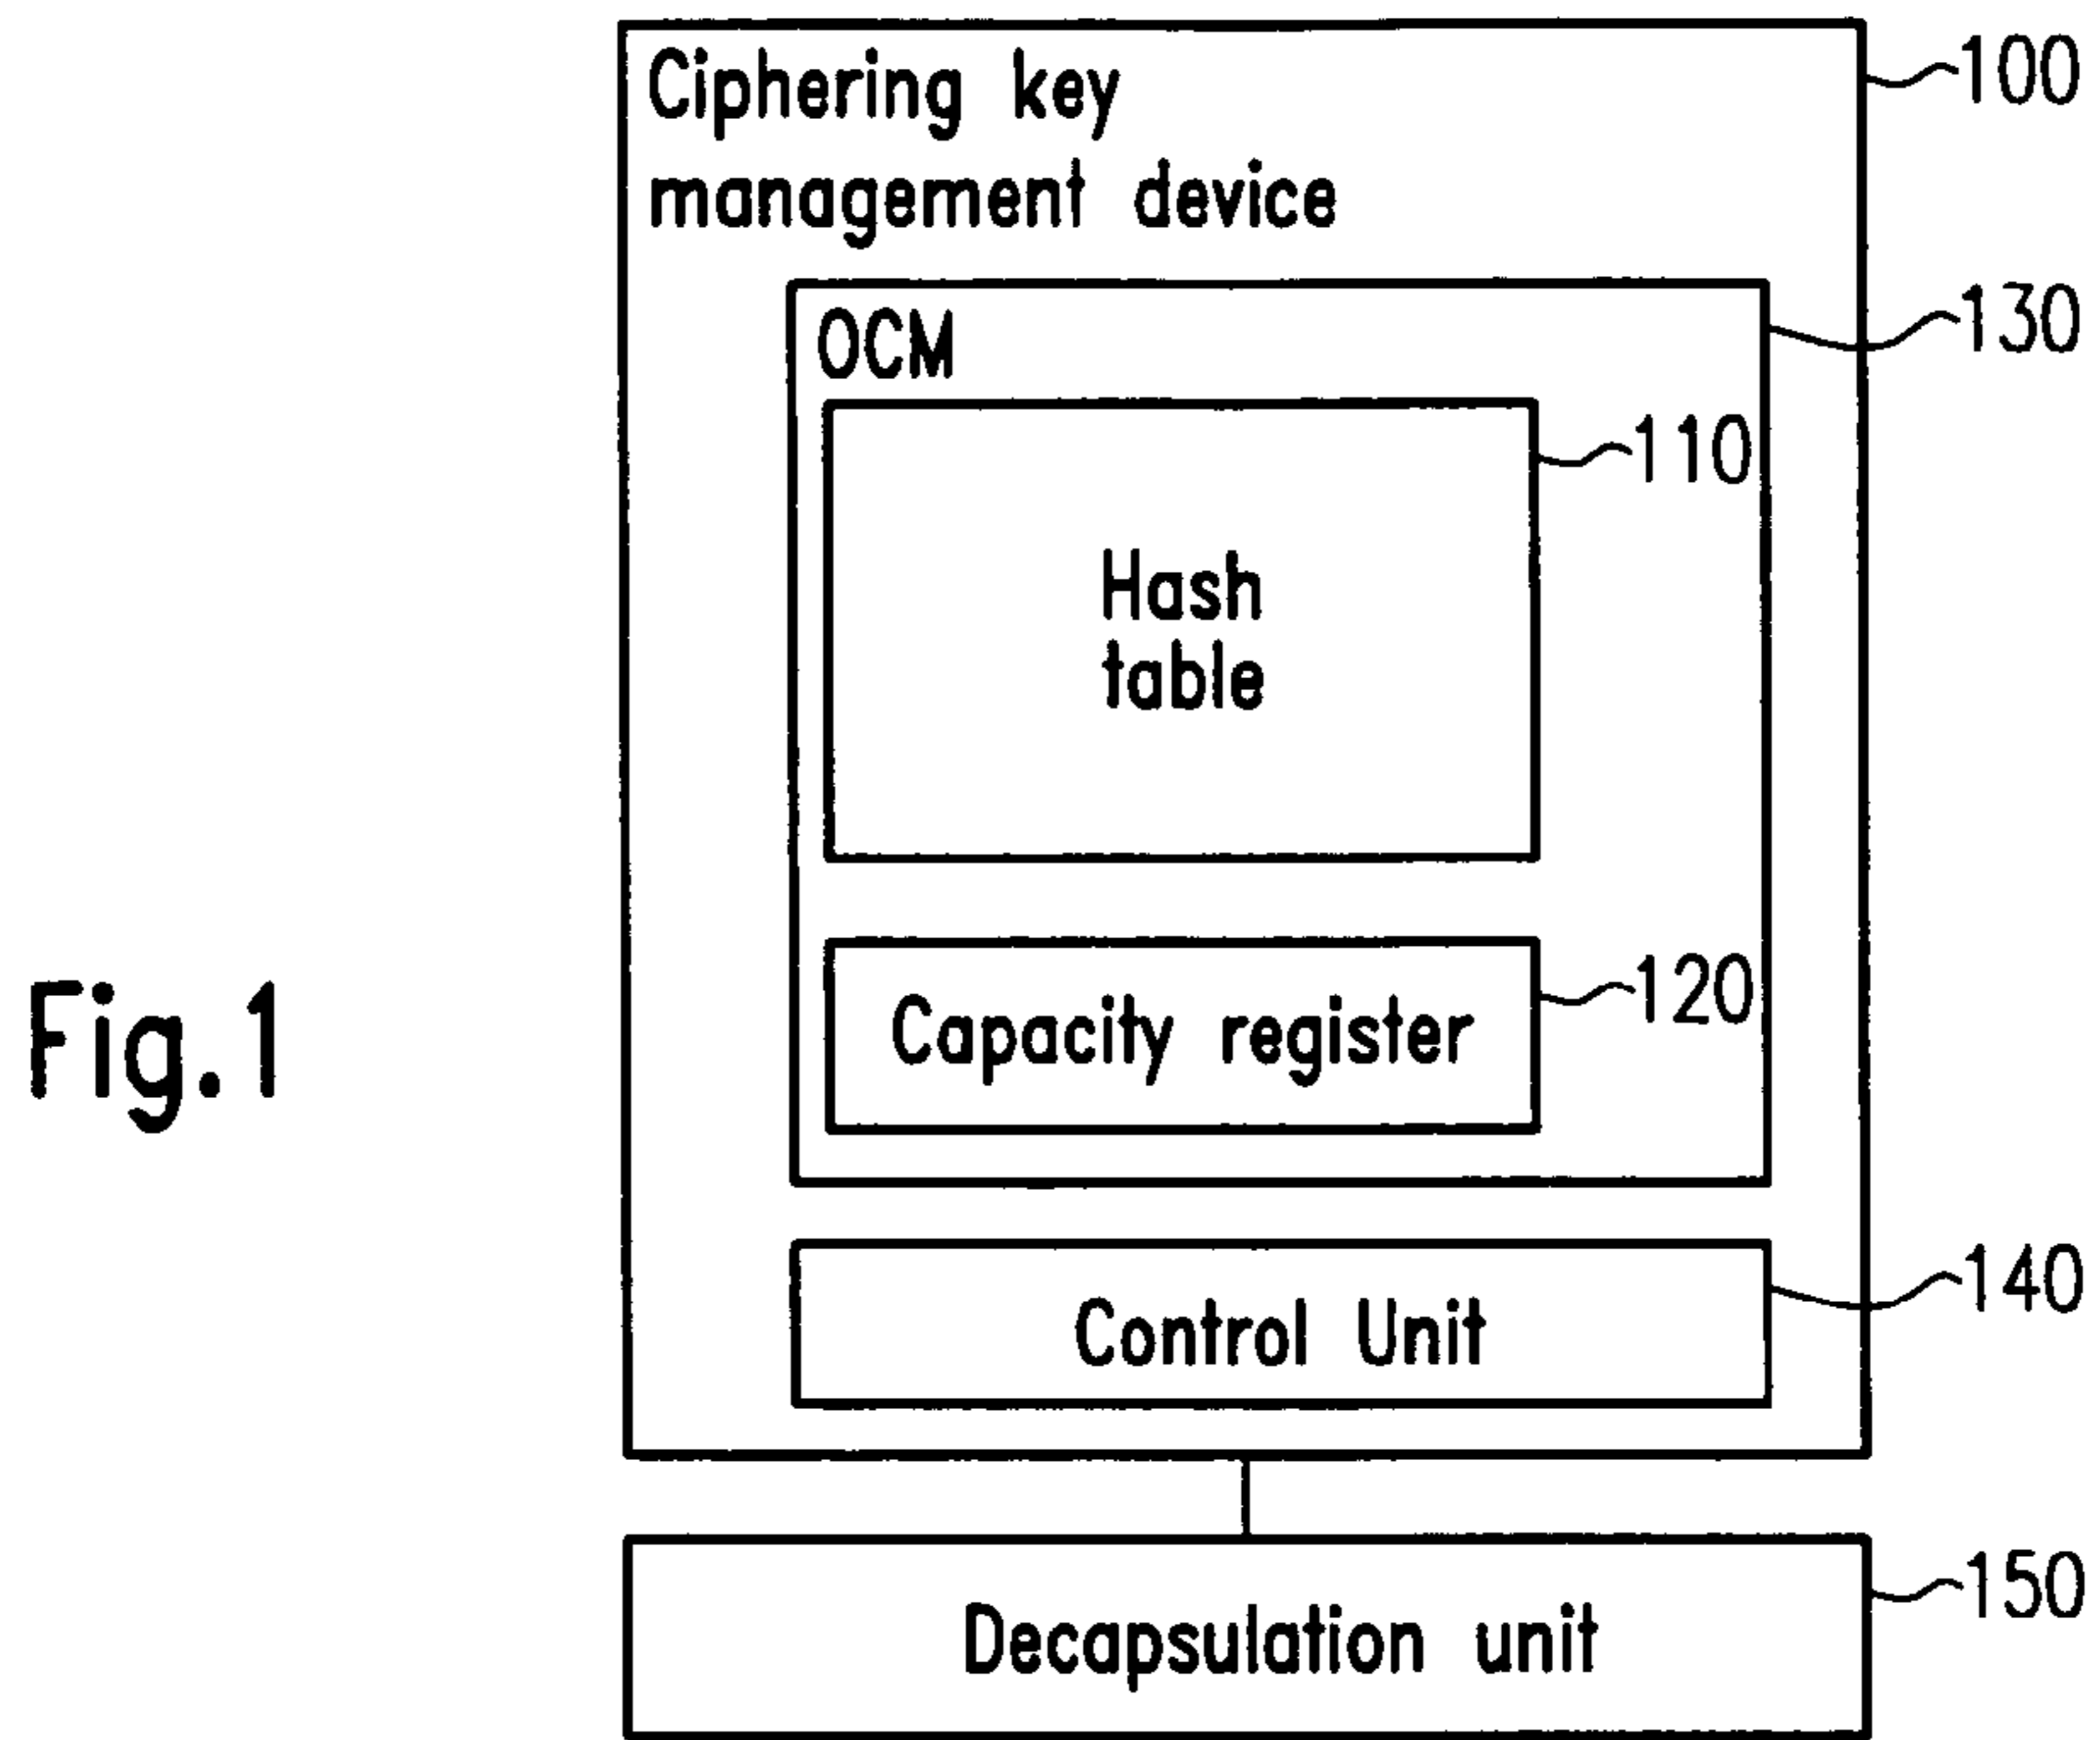 Ciphering key
management device
100
OCM
130
Hash
table
110
Capacity register
120
Control Unit
140
Decapsulation unit
150
Fig.1